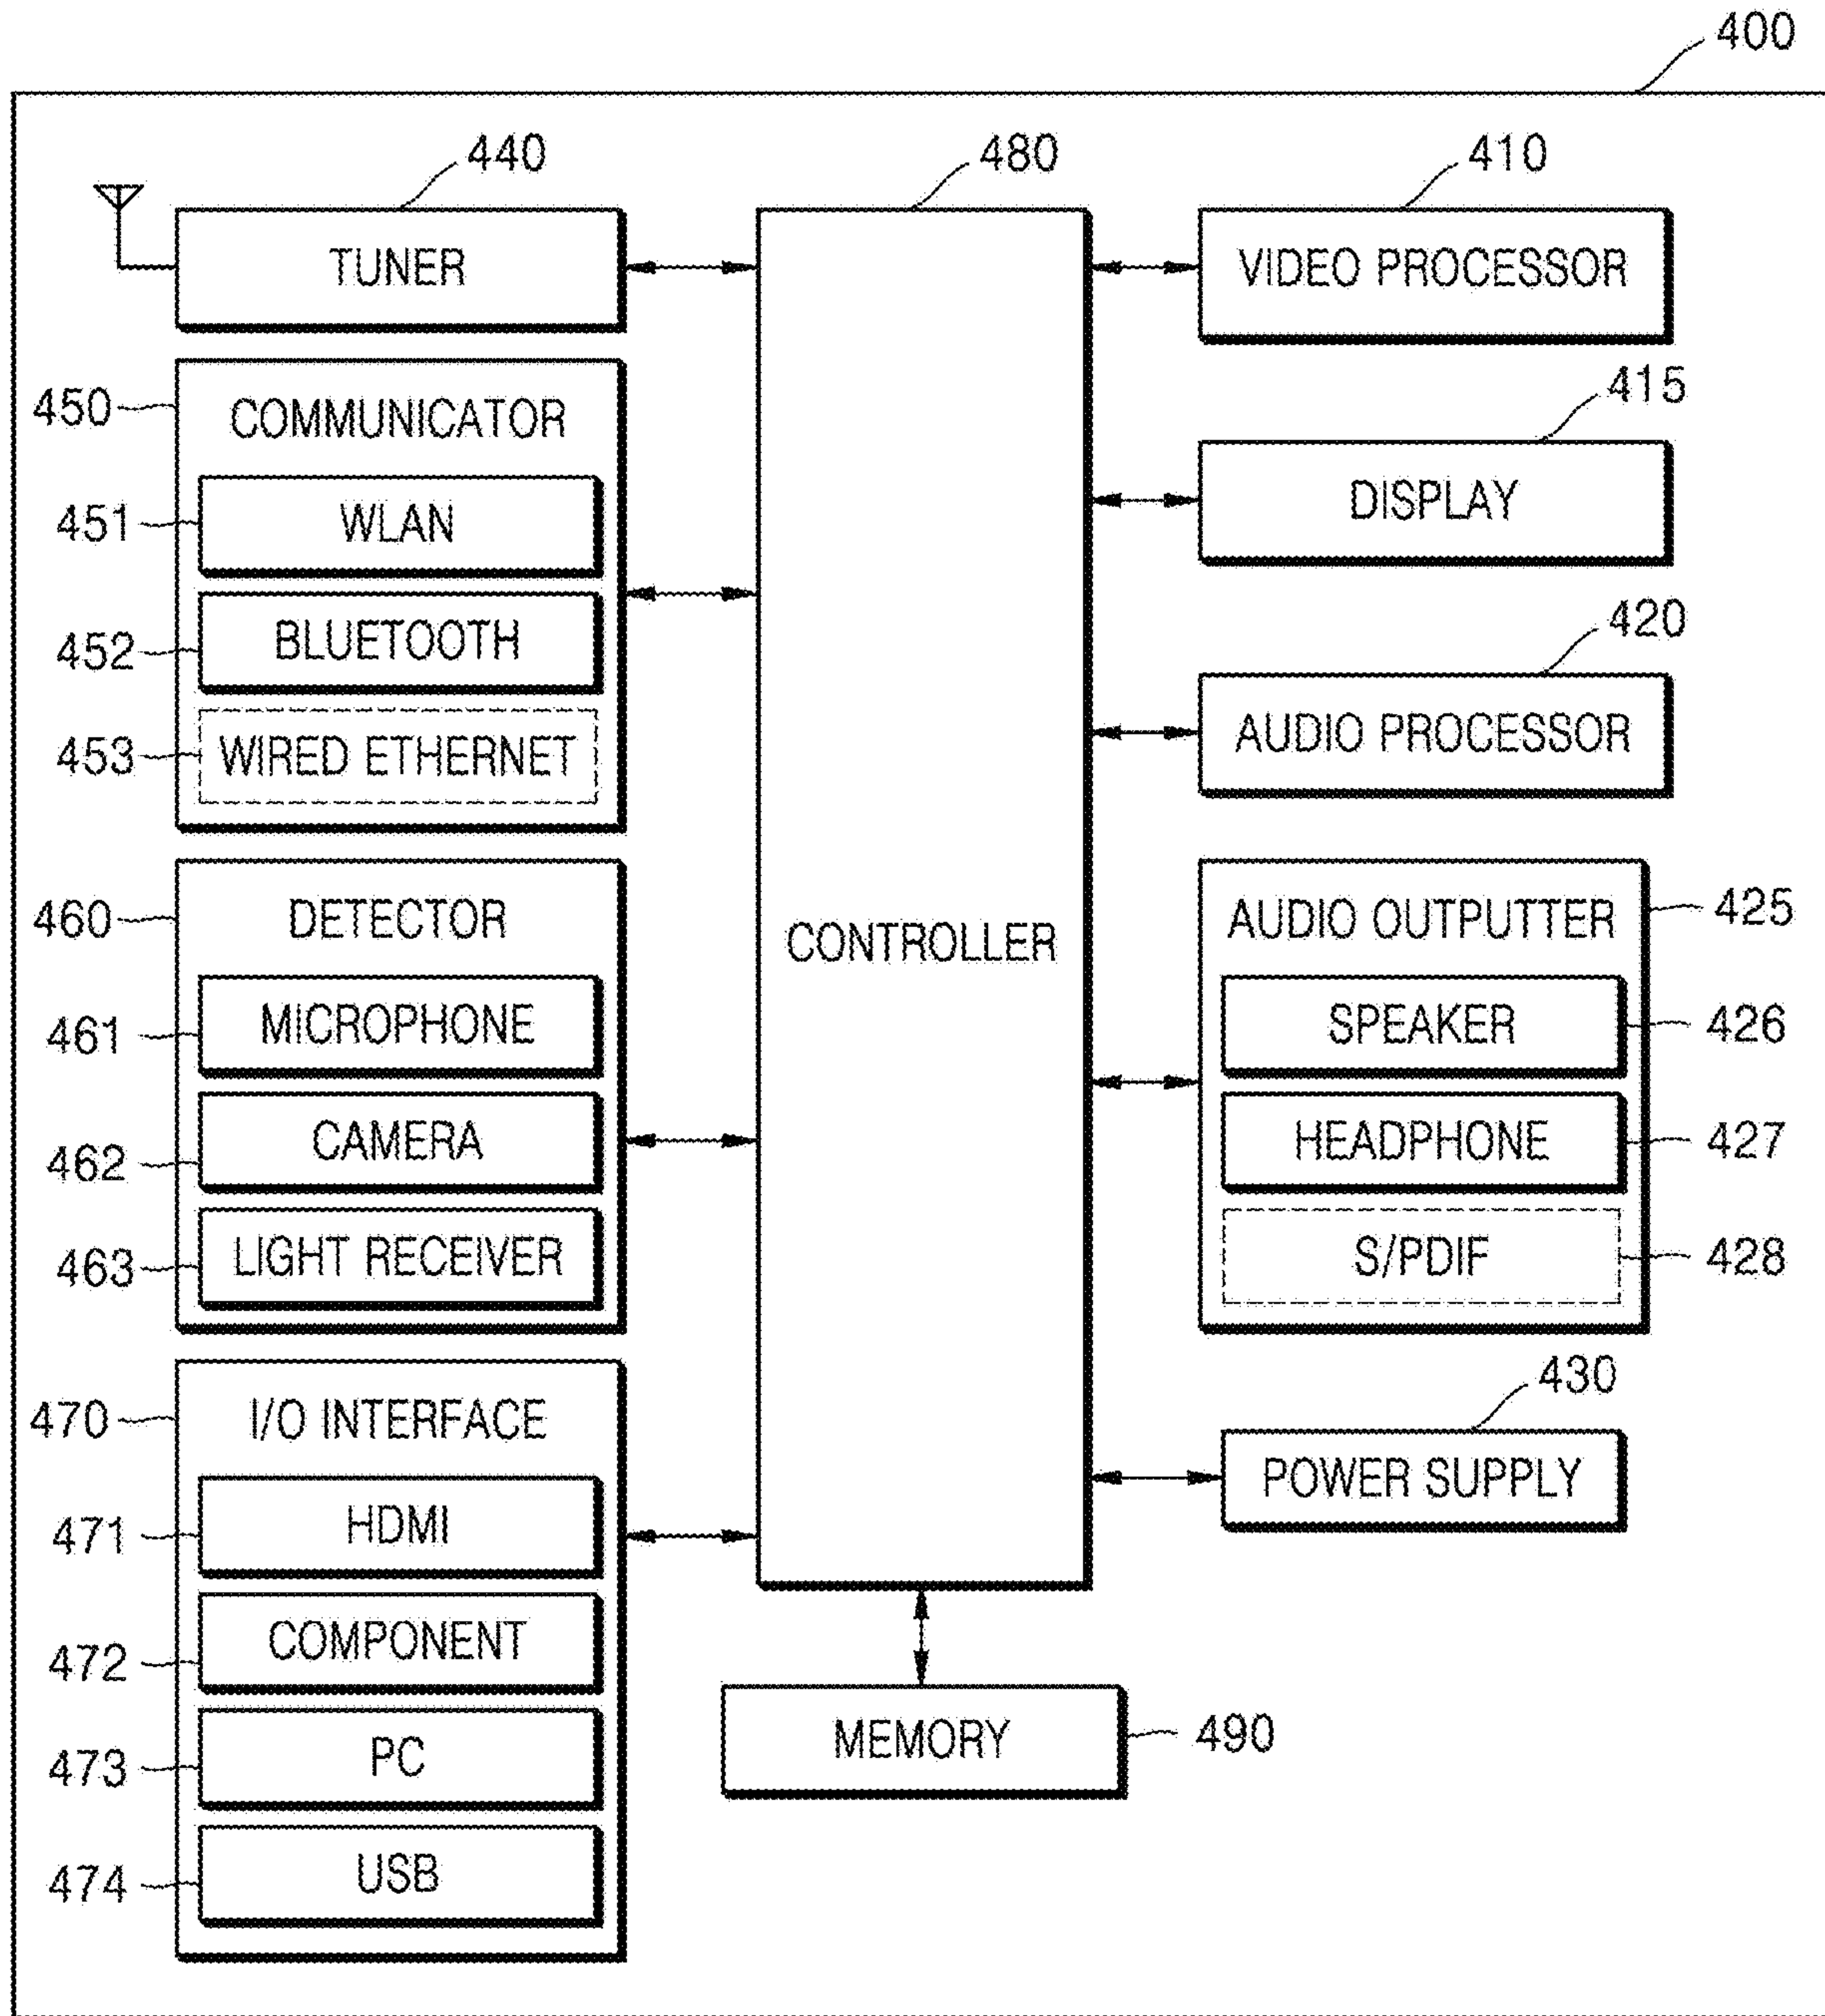 400
440
TUNER
450
COMMUNICATOR
451
WLAN
452
BLUETOOTH
453
WIRED ETHERNET
460
DETECTOR
461
MICROPHONE
462
CAMERA
463
LIGHT RECEIVER
470
I/O INTERFACE
471
HDMI
472
COMPONENT
473
PC
474
USB
480
CONTROLLER
MEMORY
490
410
VIDEO PROCESSOR
415
DISPLAY
420
AUDIO PROCESSOR
AUDIO OUTPUTTER
425
SPEAKER
426
HEADPHONE
427
S/PDIF
428
430
POWER SUPPLY